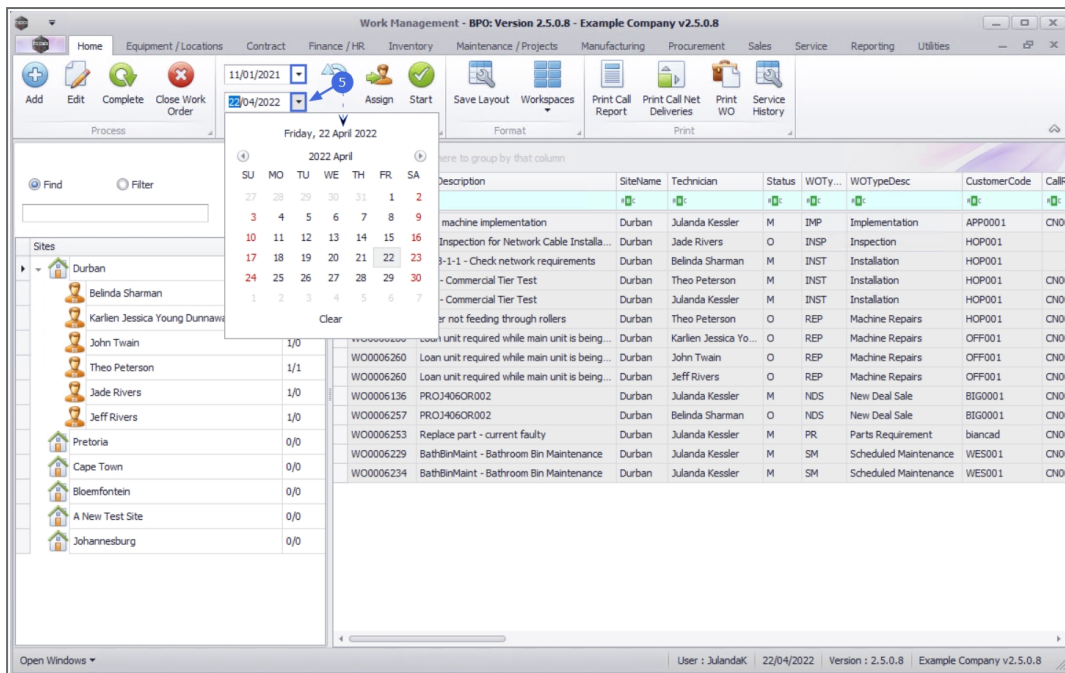 Work Management - BPO: Version 2.5.0.8 - Example Company v2.5.0.8
Home Equipment / Locations Contract Finance / HR Inventory Maintenance / Projects Manufacturing Procurement Sales Service Reporting Utilities
11/01/2021
22/04/2022
5
Add Edit Complete Close Work Order Assign Start Save Layout Workspaces Print Call Report Print Call Net Deliveries Print WO Service History
Process Format Print
Friday, 22 April 2022
2022 April
SU MO TU WE TH FR SA
27 28 29 30 31 1 2
3 4 5 6 7 8 9
10 11 12 13 14 15 16
17 18 19 20 21 22 23
24 25 26 27 28 29 30
1 2 3 4 5 6 7
Clear
Find Filter
Sites
Durban
Belinda Sharman
Karlien Jessica Young Dunnawa
John Twain 1/0
Theo Peterson 1/1
Jade Rivers 1/0
Jeff Rivers 1/0
Pretoria 0/0
Cape Town 0/0
Bloemfontein 0/0
A New Test Site 0/0
Johannesburg 0/0
here to group by that column
Description SiteName Technician Status WOTy... WOTypeDesc CustomerCode CallR
machine implementation Durban Julanda Kessler M IMP Implementation APP0001 CN0
Inspection for Network Cable Installa... Durban Jade Rivers O INSP Inspection HOP001
3-1-1 - Check network requirements Durban Belinda Sharman M INST Installation HOP001
- Commercial Tier Test Durban Theo Peterson O INST Installation HOP001 CN0
- Commercial Tier Test Durban Julanda Kessler M INST Installation HOP001 CN0
er not feeding through rollers Durban Theo Peterson O REP Machine Repairs HOP001 CN0
Loan unit required while main unit is being... Durban Karlien Jessica Yo... O REP Machine Repairs OFF001 CN0
WO0006260 Loan unit required while main unit is being... Durban John Twain O REP Machine Repairs OFF001 CN0
WO0006260 Loan unit required while main unit is being... Durban Jeff Rivers O REP Machine Repairs OFF001 CN0
WO0006136 PROJ406OR002 Durban Julanda Kessler M NDS New Deal Sale BIG0001 CN0
WO0006257 PROJ406OR002 Durban Belinda Sharman O NDS New Deal Sale BIG0001 CN0
WO0006253 Replace part - current faulty Durban Julanda Kessler M PR Parts Requirement biancad CN0
WO0006229 BathBinMaint - Bathroom Bin Maintenance Durban Julanda Kessler M SM Scheduled Maintenance WES001 CN0
WO0006234 BathBinMaint - Bathroom Bin Maintenance Durban Julanda Kessler M SM Scheduled Maintenance WES001 CN0
Open Windows User : JulandaK 22/04/2022 Version : 2.5.0.8 Example Company v2.5.0.8